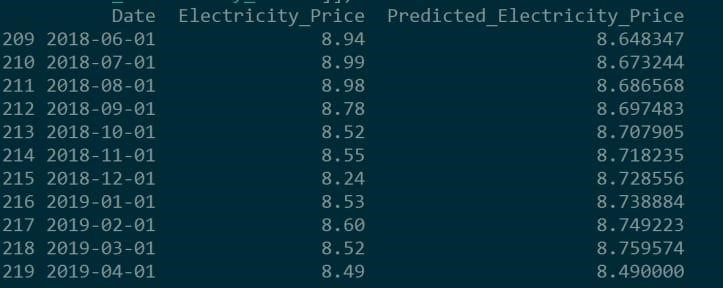 Date Electricity_Price Predicted_Electricity_Price
209 2018-06-01 8.94 8.648347
210 2018-07-01 8.99 8.673244
211 2018-08-01 8.98 8.686568
212 2018-09-01 8.78 8.697483
213 2018-10-01 8.52 8.707905
214 2018-11-01 8.55 8.718235
215 2018-12-01 8.24 8.728556
216 2019-01-01 8.53 8.738884
217 2019-02-01 8.60 8.749223
218 2019-03-01 8.52 8.759574
219 2019-04-01 8.49 8.490000